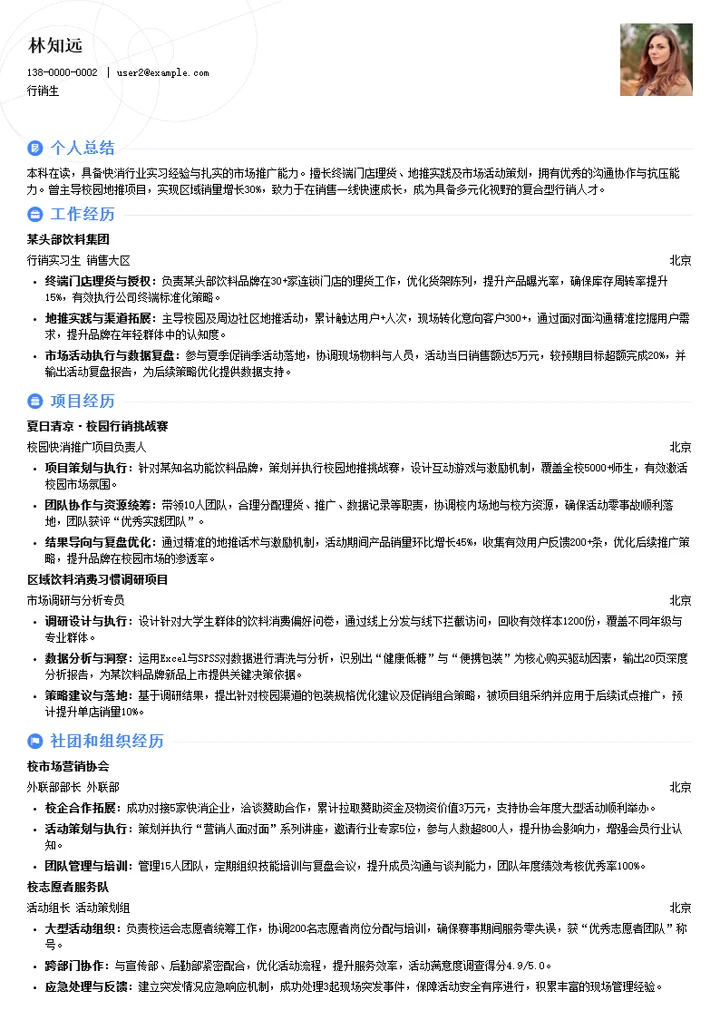 林知远
138-0000-0002 | user2@example.com
行销生
个人总结
本科在读，具备快消行业实习经验与扎实的市场推广能力。擅长终端门店理货、地推实践及市场活动策划，拥有优秀的沟通协作与抗压能
力。曾主导校园地推项目，实现区域销量增长30%，致力于在销售一线快速成长，成为具备多元化视野的复合型行销人才。
工作经历
某头部饮料集团
行销实习生 销售大区 北京
• 终端门店理货与授权：负责某头部饮料品牌在30+家连锁门店的理货工作，优化货架陈列，提升产品曝光率，确保库存周转率提升
15%，有效执行公司终端标准化策略。
• 地推实践与渠道拓展：主导校园及周边社区地推活动，累计触达用户+人次，现场转化意向客户300+，通过面对面沟通精准挖掘用户需
求，提升品牌在年轻群体中的认知度。
• 市场活动执行与数据复盘：参与夏季促销季活动落地，协调现场物料与人员，活动当日销售额达5万元，较预期目标超额完成20%，并
输出活动复盘报告，为后续策略优化提供数据支持。
项目经历
夏日清凉·校园行销挑战赛
校园快消推广项目负责人 北京
• 项目策划与执行：针对某知名功能饮料品牌，策划并执行校园地推挑战赛，设计互动游戏与激励机制，覆盖全校5000+师生，有效激活
校园市场氛围。
• 团队协作与资源统筹：带领10人团队，合理分配理货、推广、数据记录等职责，协调校内场地与校方资源，确保活动零事故顺利落
地，团队获评“优秀实践团队”。
• 结果导向与复盘优化：通过精准的地推话术与激励机制，活动期间产品销量环比增长45%，收集有效用户反馈200+条，优化后续推广策
略，提升品牌在校园市场的渗透率。
区域饮料消费习惯调研项目
市场调研与分析专员 北京
• 调研设计与执行：设计针对大学生群体的饮料消费偏好问卷，通过线上分发与线下拦截访问，回收有效样本1200份，覆盖不同年级与
专业群体。
• 数据分析与洞察：运用Excel与SPSS对数据进行清洗与分析，识别出“健康低糖”与“便携包装”为核心购买驱动因素，输出20页深度
分析报告，为某饮料品牌新品上市提供关键决策依据。
• 策略建议与落地：基于调研结果，提出针对校园渠道的包装规格优化建议及促销组合策略，被项目组采纳并应用于后续试点推广，预
计提升单店销量10%。
社团和组织经历
校市场营销协会
外联部部长 外联部 北京
• 校企合作拓展：成功对接5家快消企业，洽谈赞助合作，累计拉取赞助资金及物资价值3万元，支持协会年度大型活动顺利举办。
• 活动策划与执行：策划并执行“营销人面对面”系列讲座，邀请行业专家5位，参与人数超800人，提升协会影响力，增强会员行业认
知。
• 团队管理与培训：管理15人团队，定期组织技能培训与复盘会议，提升成员沟通与谈判能力，团队年度绩效考核优秀率100%。
校志愿者服务队
活动组长 活动策划组 北京
• 大型活动组织：负责校运会志愿者统筹工作，协调200名志愿者岗位分配与培训，确保赛事期间服务零失误，获“优秀志愿者团队”称
号。
• 跨部门协作：与宣传部、后勤部紧密配合，优化活动流程，提升服务效率，活动满意度调查得分4.9/5.0。
• 应急处理与反馈：建立突发情况应急响应机制，成功处理3起现场突发事件，保障活动安全有序进行，积累丰富的现场管理经验。